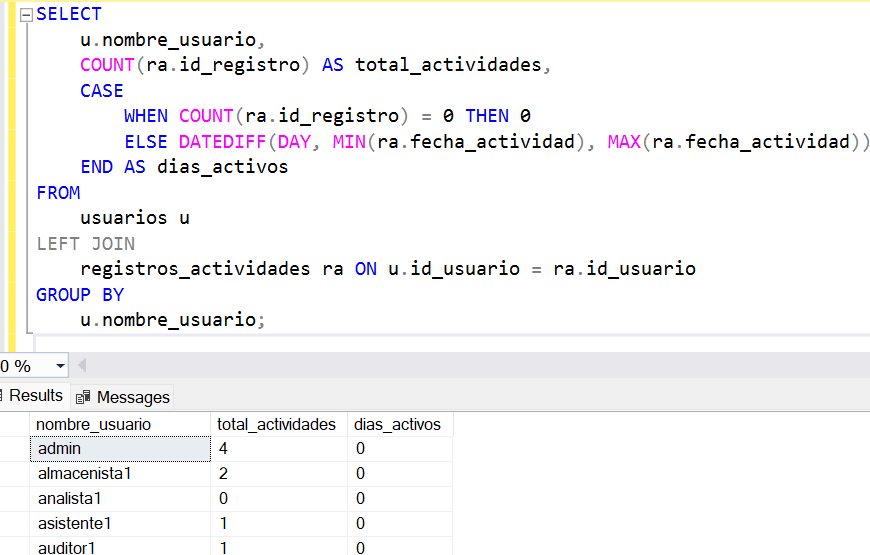 SELECT
u.nombre_usuario,
COUNT(ra.id_registro) AS total_actividades,
CASE
WHEN COUNT(ra.id_registro) = 0 THEN 0
ELSE DATEDIFF(DAY, MIN(ra.fecha_actividad), MAX(ra.fecha_actividad))
END AS dias_activos
FROM
usuarios u
LEFT JOIN
registros_actividades ra ON u.id_usuario = ra.id_usuario
GROUP BY
u.nombre_usuario;
0 %
Results Messages
nombre_usuario total_actividades dias_activos
admin 4 0
almacenista1 2 0
analista1 0 0
asistente1 1 0
auditor1 1 0